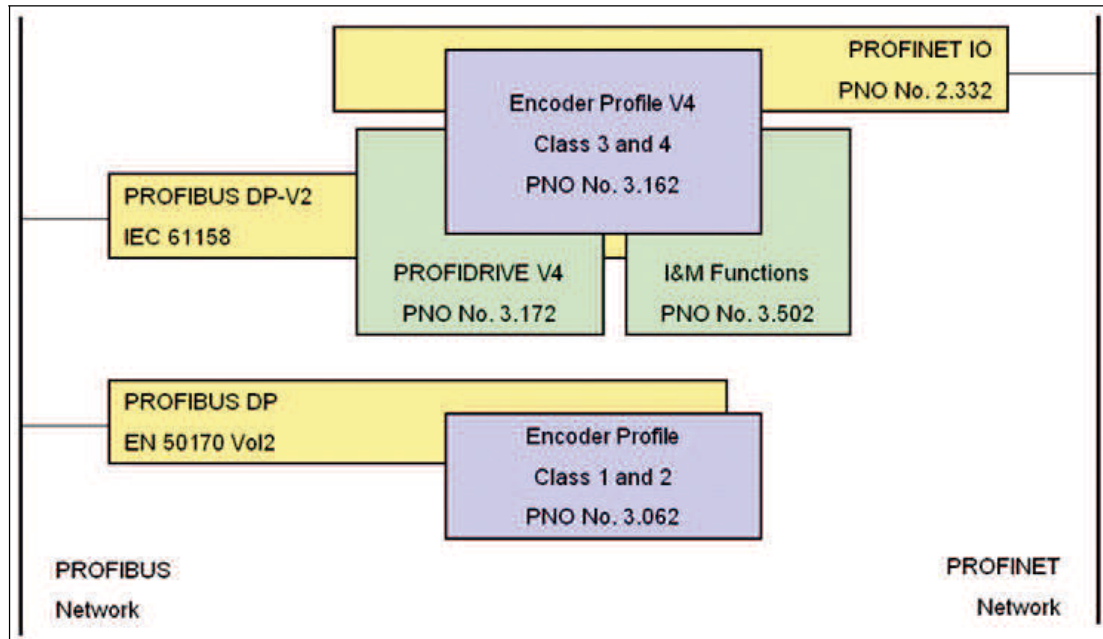 PROFINET IO
PNO No. 2.332
Encoder Profile V4
Class 3 and 4
PNO No. 3.162
PROFIBUS DP-V2
IEC 61158
PROFIDRIVE V4
PNO No. 3.172
I&M Functions
PNO No. 3.502
PROFIBUS DP
EN 50170 Vol2
Encoder Profile
Class 1 and 2
PNO No. 3.062
PROFIBUS
Network
PROFINET
Network